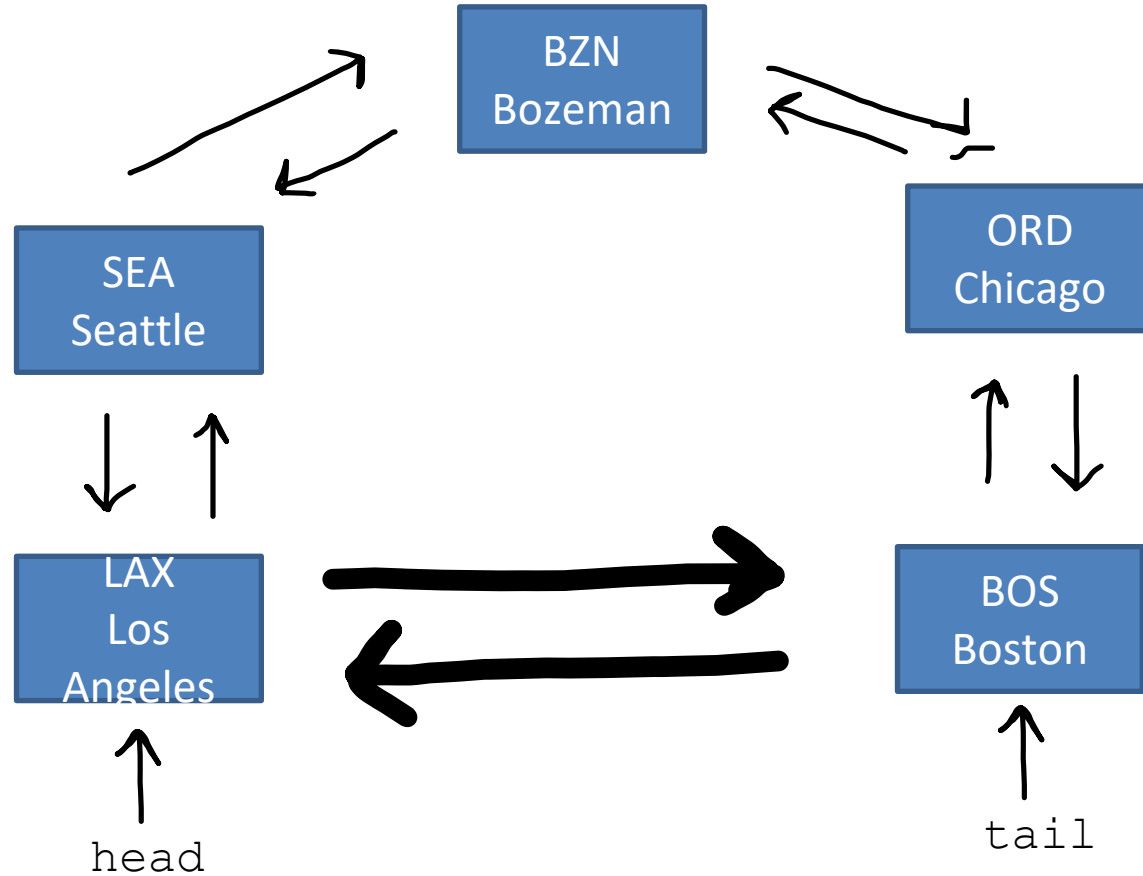 BZN
Bozeman
ORD
Chicago
SEA
Seattle
LAX
Los
Angeles
BOS
Boston
head
tail